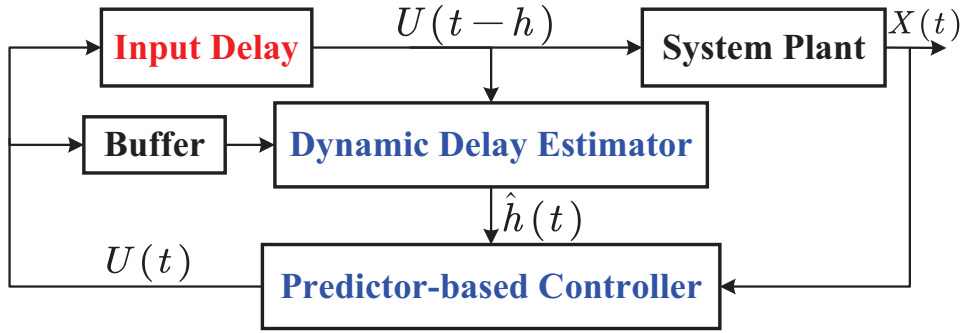 Input Delay
U(t−h)
System Plant
X(t)
Buffer
Dynamic Delay Estimator
ĥ(t)
U(t)
Predictor-based Controller